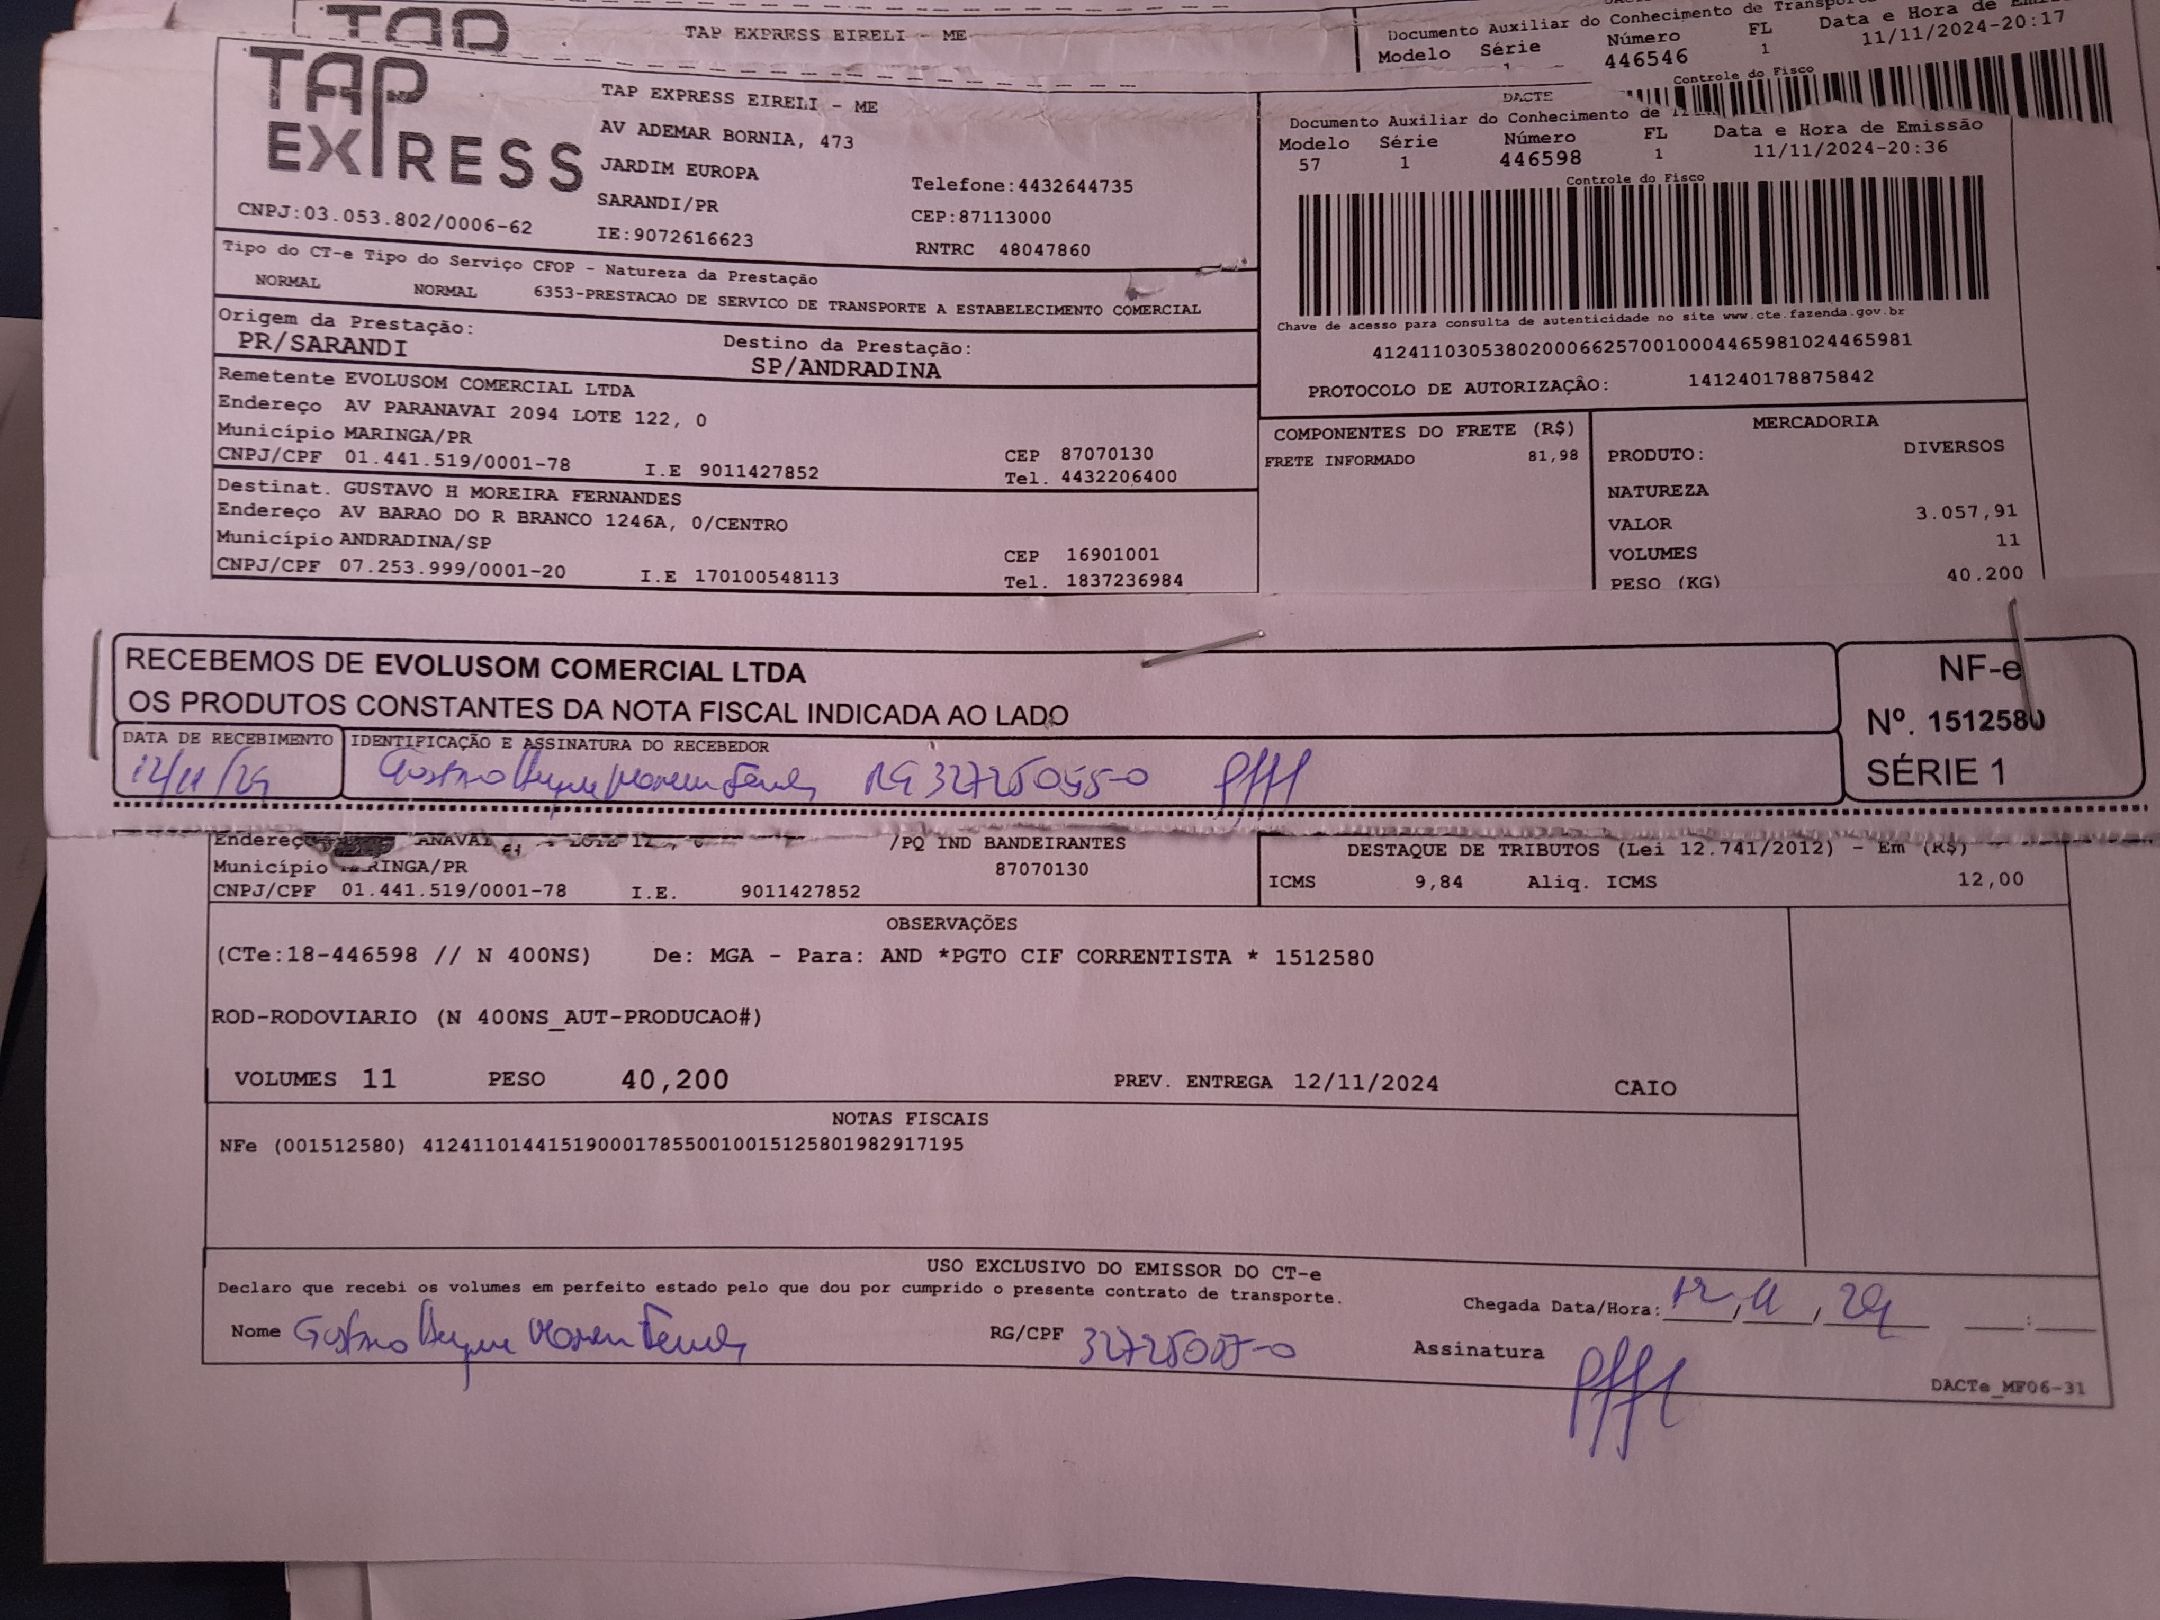 TAP
TAP EXPRESS EIRELI - ME
Documento Auxiliar do Conhecimento de
Modelo Série Número FL Data e Hora de
446546 1 11/11/2024-20:17
Controle do Fisco
TAP EXPRESS
CNPJ:03.053.802/0006-62
TAP EXPRESS EIRELI - ME
AV ADEMAR BORNIA, 473
JARDIM EUROPA
SARANDI/PR
IE:9072616623
Telefone:4432644735
CEP:87113000
RNTRC 48047860
DACTE
Documento Auxiliar do Conhecimento de
Modelo Série Número FL Data e Hora de Emissão
57 1 446598 1 11/11/2024-20:36
Controle do Fisco
Chave de acesso para consulta de autenticidade no site www.cte.fazenda.gov.br
41241103053802000662570010004465981024465981
PROTOCOLO DE AUTORIZAÇÃO: 141240178875842
Tipo do CT-e Tipo do Serviço CFOP - Natureza da Prestação
NORMAL NORMAL 6353-PRESTACAO DE SERVICO DE TRANSPORTE A ESTABELECIMENTO COMERCIAL
Origem da Prestação: Destino da Prestação:
PR/SARANDI SP/ANDRADINA
Remetente EVOLUSOM COMERCIAL LTDA
Endereço AV PARANAVAI 2094 LOTE 122, 0
Município MARINGA/PR CEP 87070130
CNPJ/CPF 01.441.519/0001-78 I.E 9011427852 Tel. 4432206400
Destinat. GUSTAVO H MOREIRA FERNANDES
Endereço AV BARAO DO R BRANCO 1246A, 0/CENTRO
Município ANDRADINA/SP CEP 16901001
CNPJ/CPF 07.253.999/0001-20 I.E 170100548113 Tel. 1837236984
COMPONENTES DO FRETE (R$)
FRETE INFORMADO 81,98
MERCADORIA
PRODUTO: DIVERSOS
NATUREZA
VALOR 3.057,91
VOLUMES 11
PESO (KG) 40.200
RECEBEMOS DE EVOLUSOM COMERCIAL LTDA
OS PRODUTOS CONSTANTES DA NOTA FISCAL INDICADA AO LADO
DATA DE RECEBIMENTO IDENTIFICAÇÃO E ASSINATURA DO RECEBEDOR
12/11/24 Gustavo Henrique Moreira Fernandes RG
NF-e
Nº. 1512580
SÉRIE 1
/PQ IND BANDEIRANTES
Município MARINGA/PR 87070130
CNPJ/CPF 01.441.519/0001-78 I.E. 9011427852
DESTAQUE DE TRIBUTOS (Lei 12.741/2012) - Em (R$)
ICMS 9,84 Aliq. ICMS 12,00
OBSERVAÇÕES
(CTe:18-446598 // N 400NS) De: MGA - Para: AND *PGTO CIF CORRENTISTA * 1512580
ROD-RODOVIARIO (N 400NS_AUT-PRODUCAO#)
VOLUMES 11 PESO 40,200 PREV. ENTREGA 12/11/2024 CAIO
NOTAS FISCAIS
NFe (001512580) 41241101441519000178550010015125801982917195
USO EXCLUSIVO DO EMISSOR DO CT-e
Declaro que recebi os volumes em perfeito estado pelo que dou por cumprido o presente contrato de transporte.
Chegada Data/Hora: 12, 11, 24 :
Nome Gustavo Henrique Moreira Fernandes RG/CPF Assinatura
DACTe_MF06-31